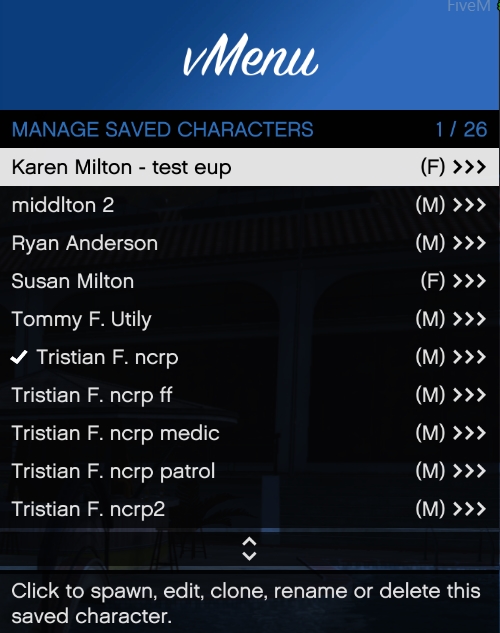 FiveM
vMenu
MANAGE SAVED CHARACTERS 1 / 26
Karen Milton - test eup (F) >>>
middlton 2 (M) >>>
Ryan Anderson (M) >>>
Susan Milton (F) >>>
Tommy F. Utily (M) >>>
✓ Tristian F. ncrp (M) >>>
Tristian F. ncrp ff (M) >>>
Tristian F. ncrp medic (M) >>>
Tristian F. ncrp patrol (M) >>>
Tristian F. ncrp2 (M) >>>
Click to spawn, edit, clone, rename or delete this
saved character.